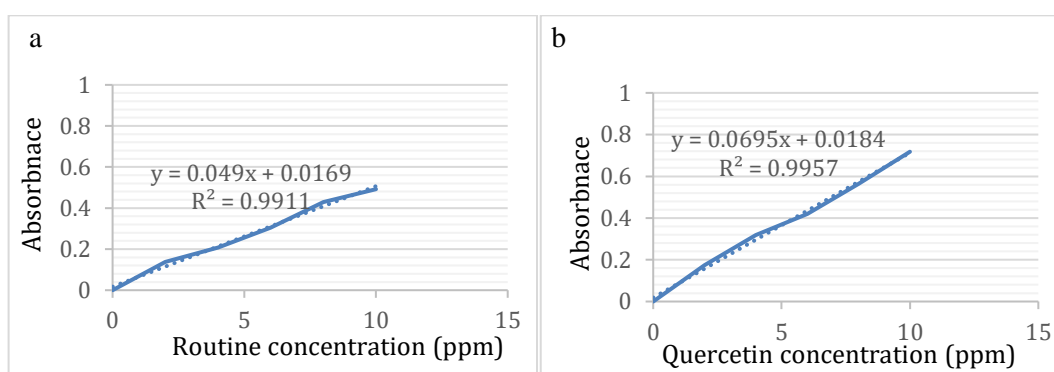 a
1
0.8
0.6
0.4
0.2
0
y = 0.049x + 0.0169
R² = 0.9911
0
5
10
15
Absorbnace
Routine concentration (ppm)
b
1
0.8
0.6
0.4
0.2
0
y = 0.0695x + 0.0184
R² = 0.9957
0
5
10
15
Absorbnace
Quercetin concentration (ppm)